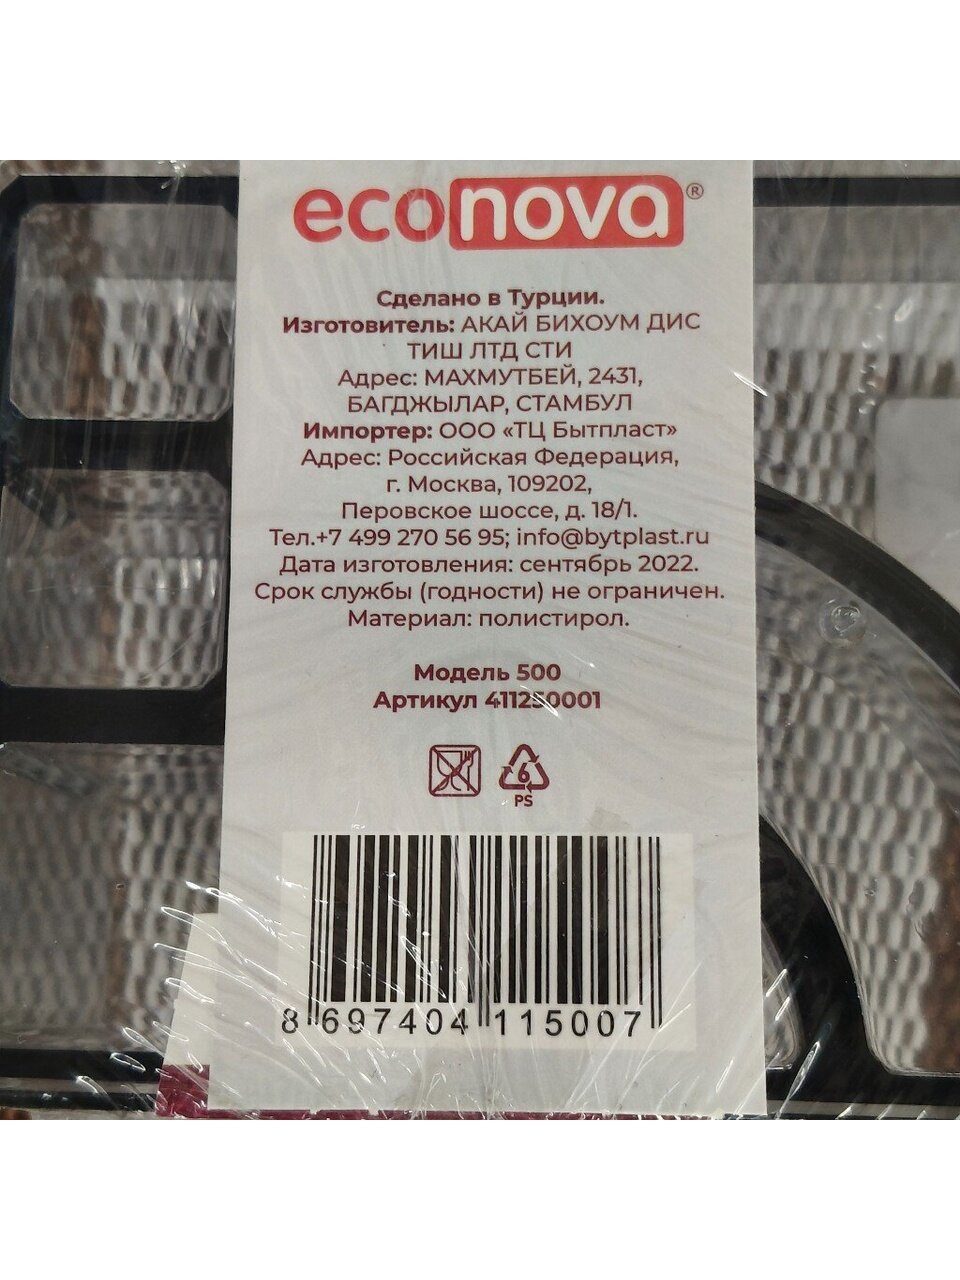 econova®
Сделано в Турции.
Изготовитель: АКАЙ БИХОУМ ДИС
ТИШ ЛТД СТИ
Адрес: МАХМУТБЕЙ, 2431,
БАГДЖЫЛАР, СТАМБУЛ
Импортер: ООО «ТЦ Бытпласт»
Адрес: Российская Федерация,
г. Москва, 109202,
Перовское шоссе, д. 18/1.
Тел.+7 499 270 56 95; info@bytplast.ru
Дата изготовления: сентябрь 2022.
Срок службы (годности) не ограничен.
Материал: полистирол.
Модель 500
Артикул 411250001
6
PS
8 697404 115007